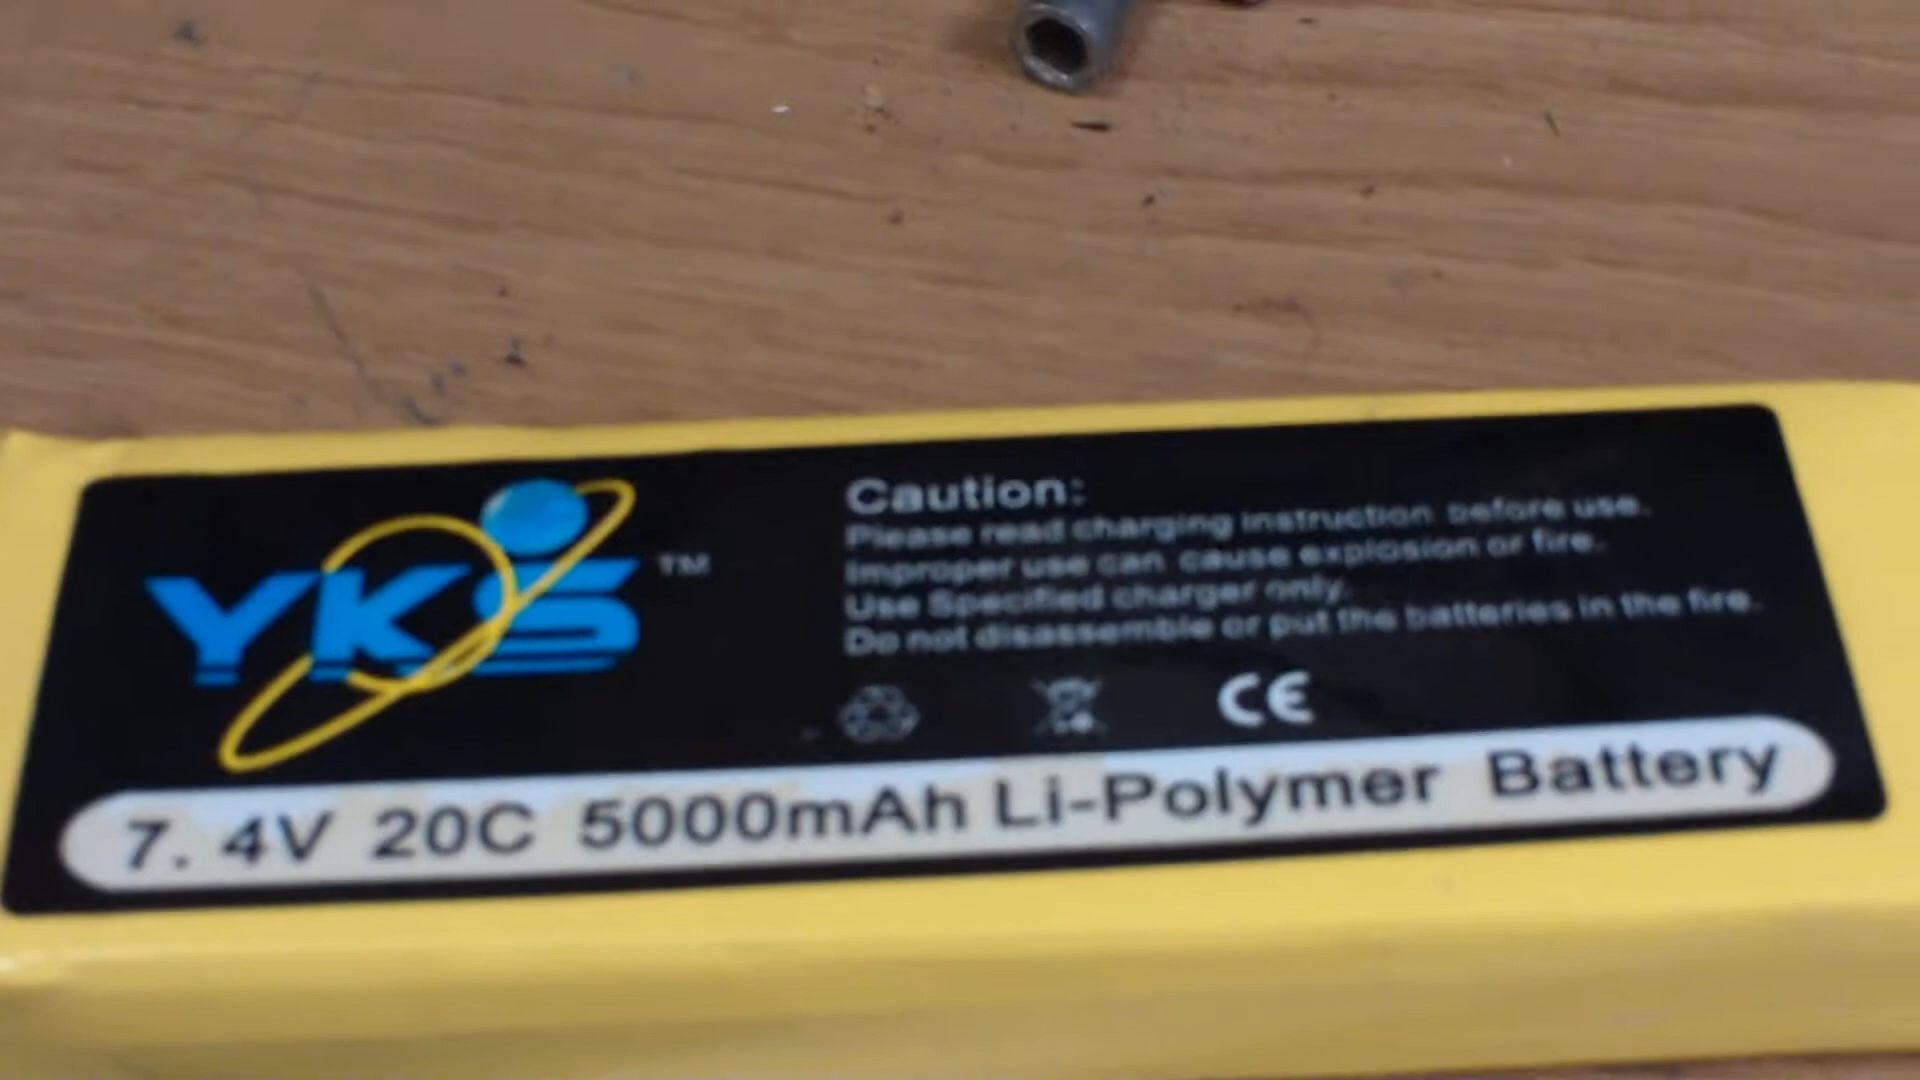 YKS TM
Caution:
Please read charging instruction before use.
Improper use can cause explosion or fire.
Use Specified charger only.
Do not disassemble or put the batteries in the fire.
CE
7.4V 20C 5000mAh Li-Polymer Battery